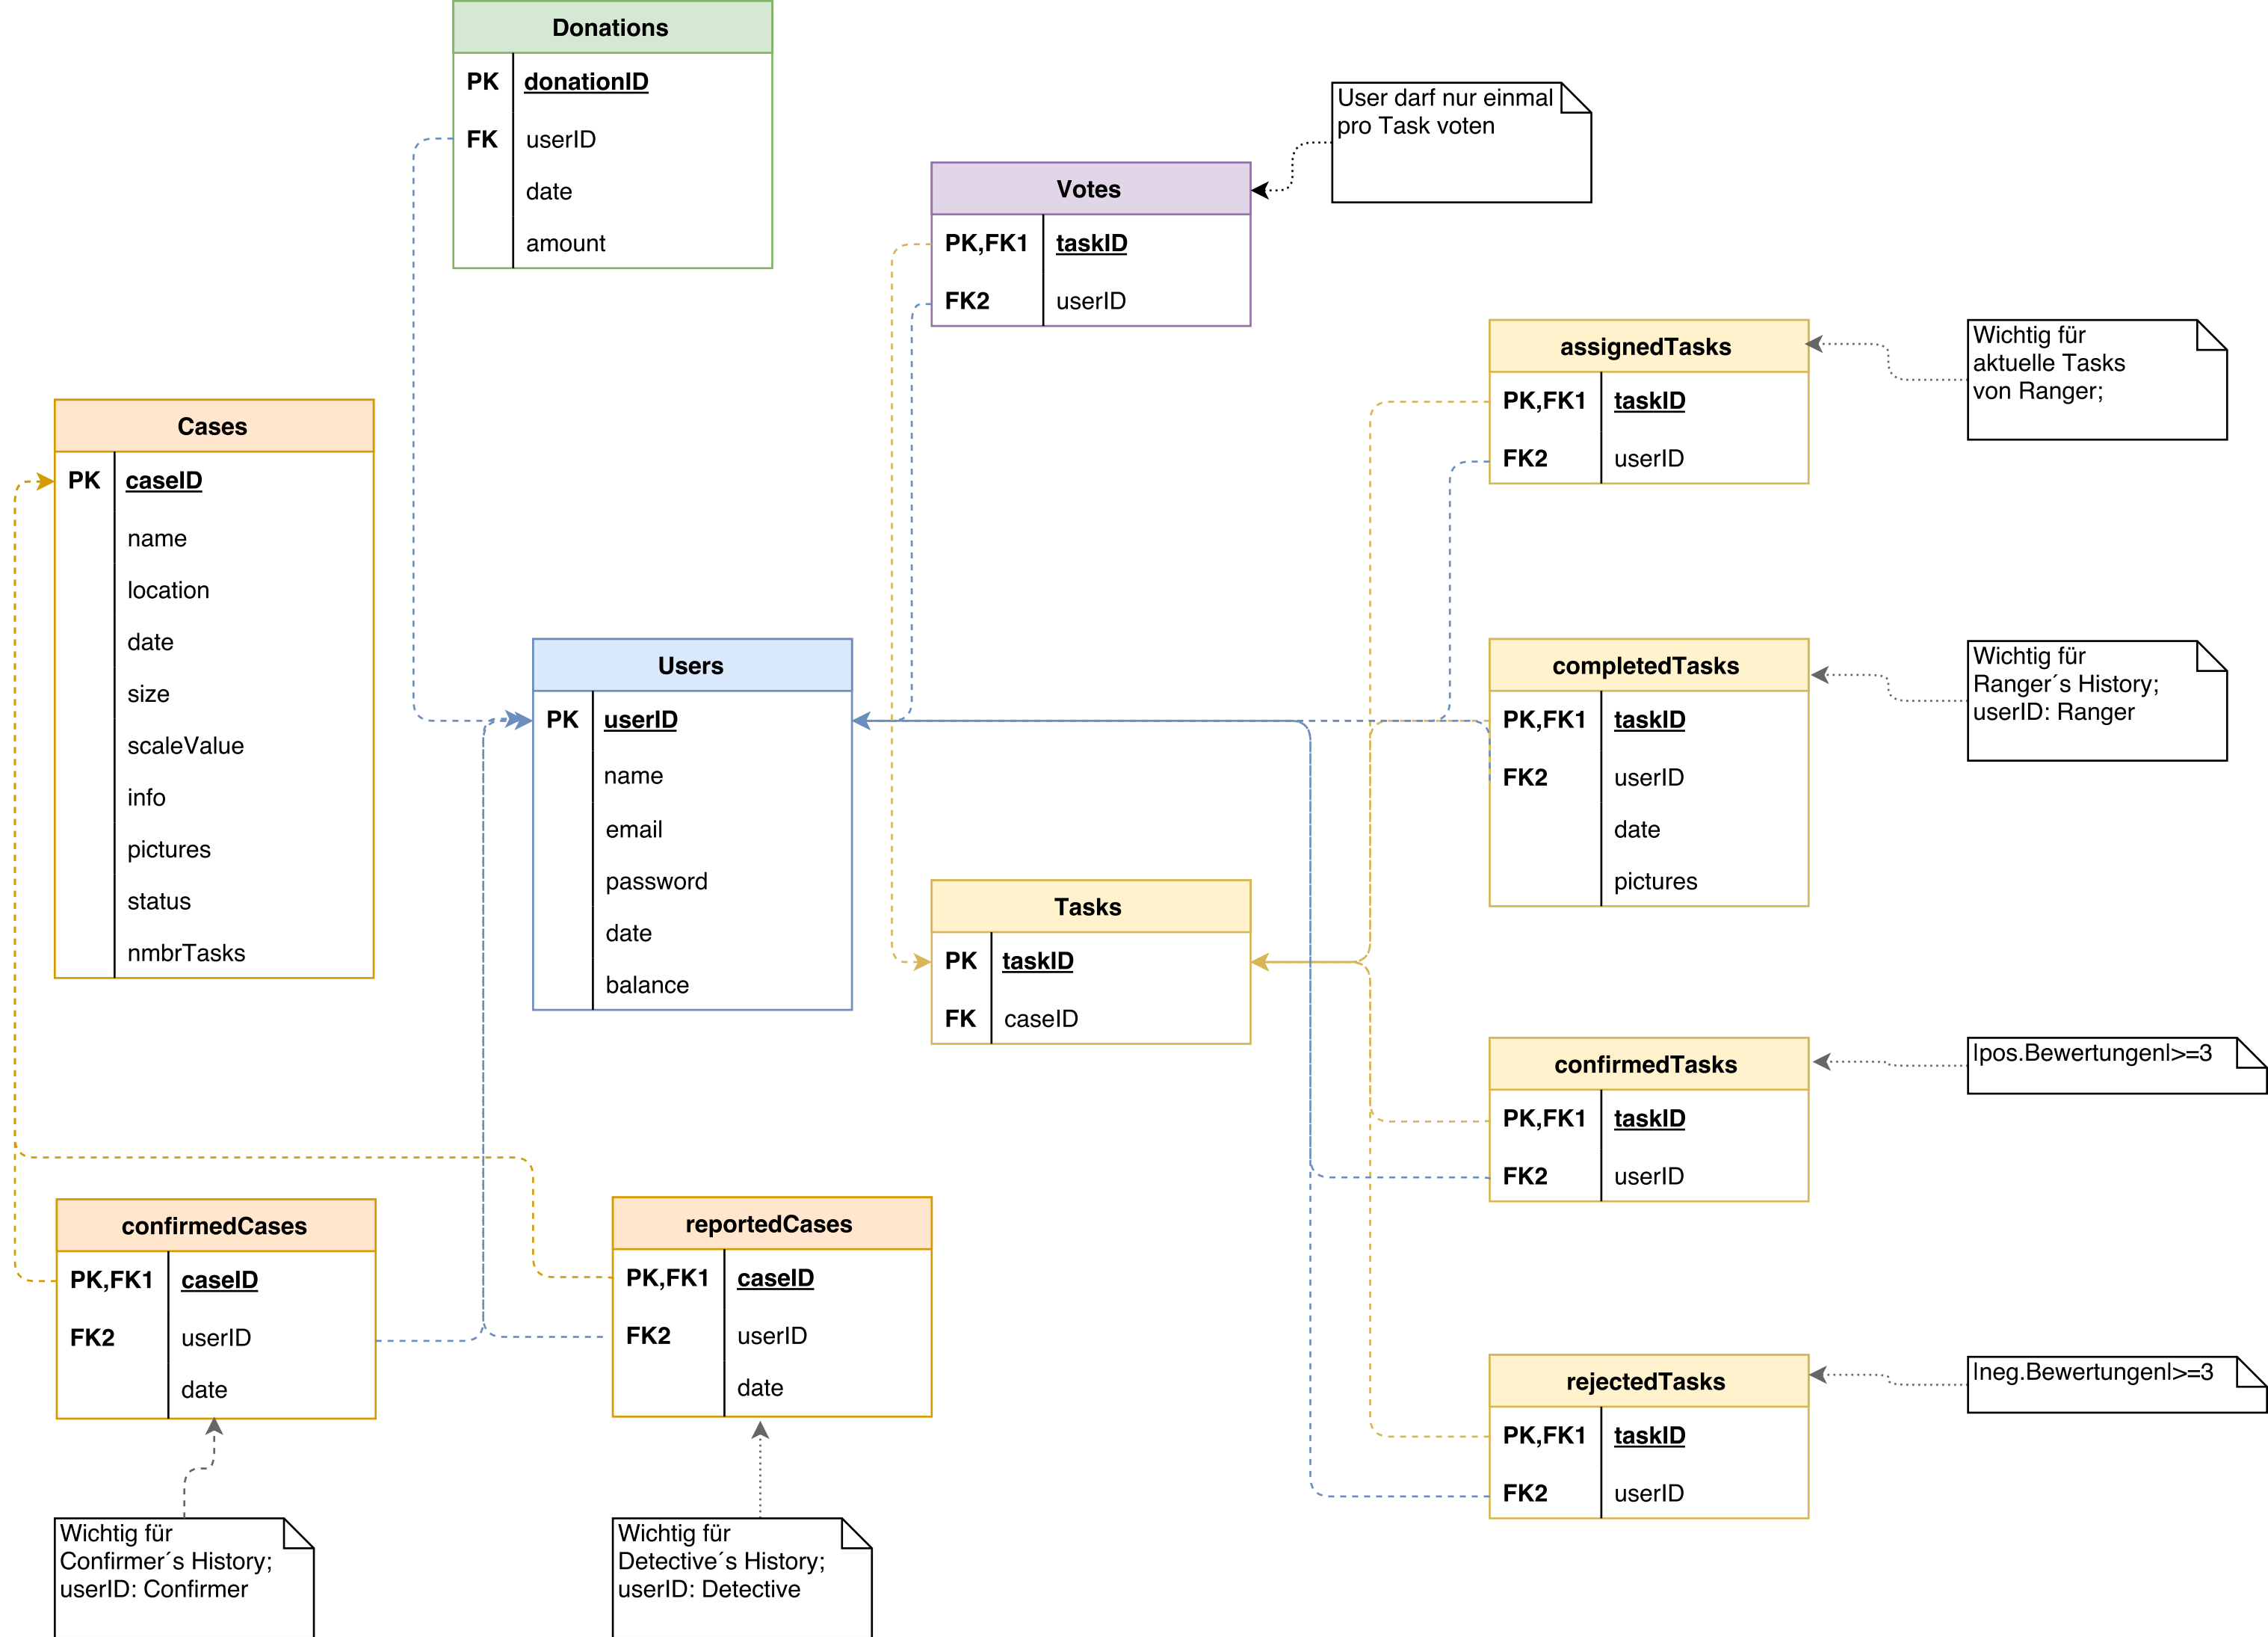 Donations
PK donationID
FK userID
date
amount
User darf nur einmal
pro Task voten
Votes
PK,FK1 taskID
FK2 userID
assignedTasks
PK,FK1 taskID
FK2 userID
Wichtig für
aktuelle Tasks
von Ranger;
Cases
PK caseID
name
location
date
size
scaleValue
info
pictures
status
nmbrTasks
Users
PK userID
name
email
password
date
balance
completedTasks
PK,FK1 taskID
FK2 userID
date
pictures
Wichtig für
Ranger´s History;
userID: Ranger
Tasks
PK taskID
FK caseID
confirmedTasks
PK,FK1 taskID
FK2 userID
|pos.Bewertungen|>=3
confirmedCases
PK,FK1 caseID
FK2 userID
date
reportedCases
PK,FK1 caseID
FK2 userID
date
rejectedTasks
PK,FK1 taskID
FK2 userID
|neg.Bewertungen|>=3
Wichtig für
Confirmer´s History;
userID: Confirmer
Wichtig für
Detective´s History;
userID: Detective